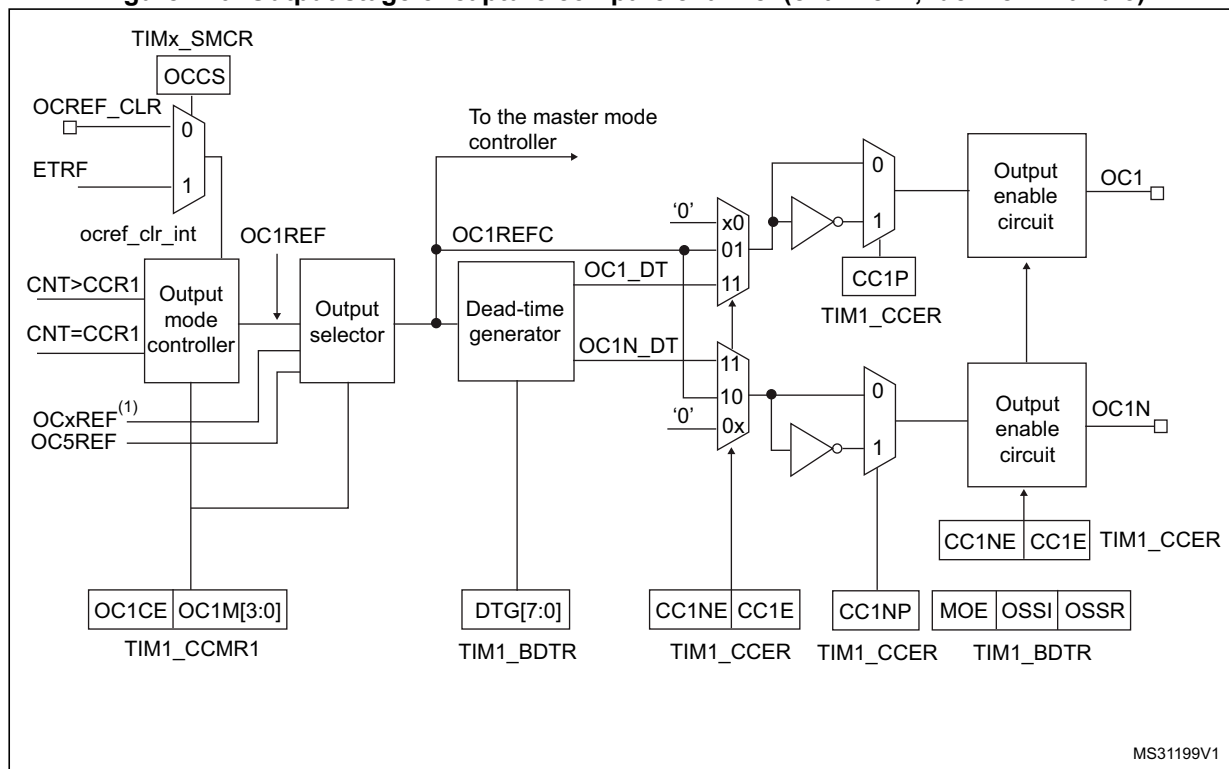 TIMx_SMCR
OCCS
OCREF_CLR
0
ETRF
1
ocref_clr_int
To the master mode
controller
OC1REF
OC1REFC
CNT>CCR1
CNT=CCR1
Output
mode
controller
Output
selector
OCxREF(1)
OC5REF
Dead-time
generator
OC1_DT
OC1N_DT
‘0’
x0
01
11
11
10
‘0’
0x
0
1
CC1P
TIM1_CCER
0
1
Output
enable
circuit
OC1
Output
enable
circuit
OC1N
CC1NE CC1E TIM1_CCER
OC1CE OC1M[3:0]
TIM1_CCMR1
DTG[7:0]
TIM1_BDTR
CC1NE CC1E
TIM1_CCER
CC1NP
TIM1_CCER
MOE OSSI OSSR
TIM1_BDTR
MS31199V1